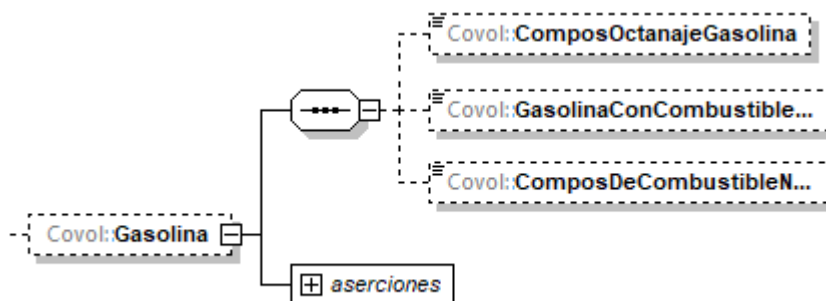 Covol::ComposOctanajeGasolina
Covol::GasolinaConCombustible...
Covol::ComposDeCombustibleN...
Covol::Gasolina
aserciones